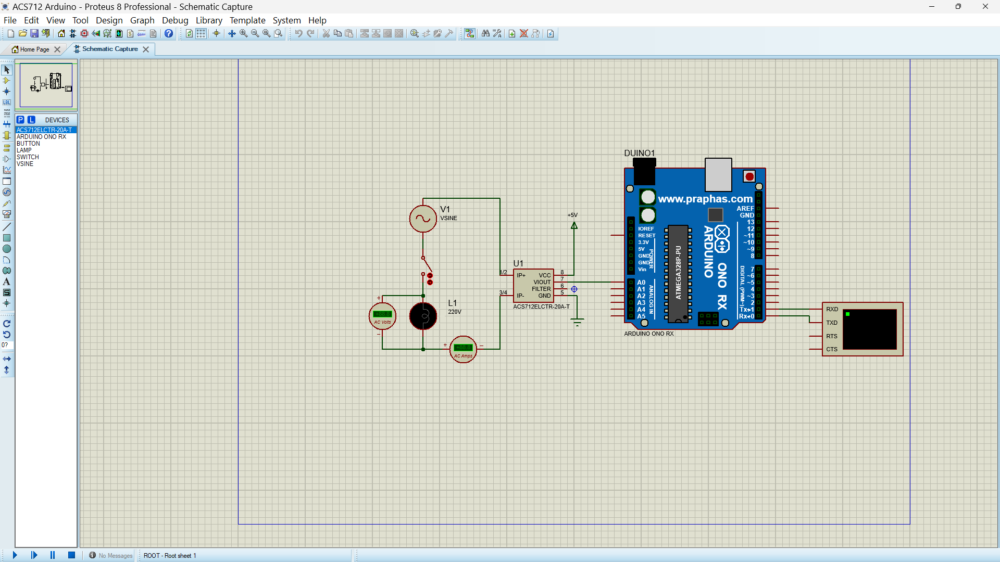 ACS712 Arduino - Proteus 8 Professional - Schematic Capture
File Edit View Tool Design Graph Debug Library Template System Help
Home Page
Schematic Capture
P L DEVICES
ACS712ELCTR-20A-T
ARDUINO ONO RX
BUTTON
LAMP
SWITCH
VSINE
LBL
A
0?
V1
VSINE
+
AC Volts
−
L1
220V
+
AC Amps
−
U1
1/2
IP+
3/4
IP-
VCC
VIOUT
FILTER
GND
8
7
6
5
ACS712ELCTR-20A-T
+5V
DUINO1
www.praphas.com
IOREF
RESET
3.3V
5V
GND
GND
Vin
POWER
A0
A1
A2
A3
A4
A5
ANALOG IN
ATMEGA328P-PU
ARDUINO
ONO RX
AREF
GND
13
12
~11
~10
~9
8
7
~6
~5
4
~3
2
Tx▸1
Rx◂0
DIGITAL (PWM~)
ARDUINO ONO RX
RXD
TXD
RTS
CTS
No Messages
ROOT - Root sheet 1